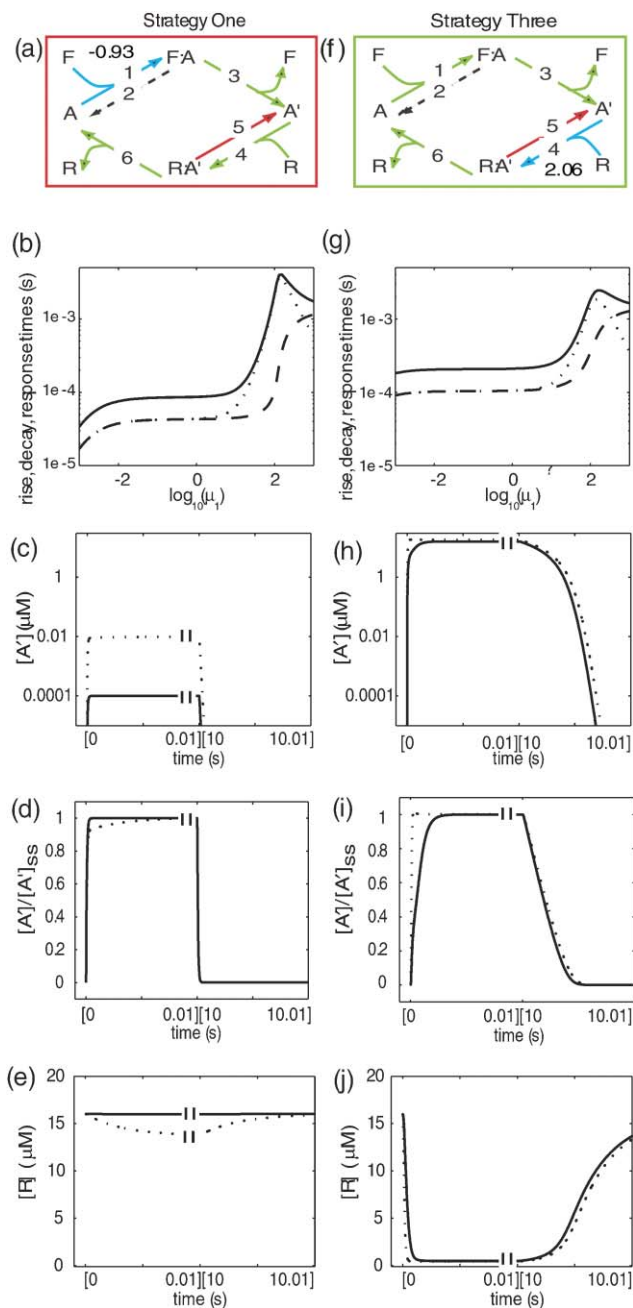 Strategy One
Strategy Three
(a)
F -0.93 F·A F
1 3
2
A A'
5
6 4
R R·A' R
(f)
F F·A F
1 3
2
A A'
5
6 4
R R·A' 2.06 R
(b)
rise,decay,responsetimes (s)
1e-3
1e-4
1e-5
-2 0 2
log10(μ1)
(g)
rise,decay,responsetimes (s)
1e-3
1e-4
1e-5
-2 0 ? 2
log10(μ1)
(c)
[A'](μM)
1
0.01
0.0001
[0 0.01][10 10.01]
time (s)
(h)
[A'](μM)
1
0.01
0.0001
[0 0.01][10 10.01]
time (s)
(d)
[A']/[A']SS
1
0.8
0.6
0.4
0.2
0
[0 0.01][10 10.01]
time (s)
(i)
[A']/[A']SS
1
0.8
0.6
0.4
0.2
0
[0 0.01][10 10.01]
time (s)
(e)
[R] (μM)
20
15
10
5
0
[0 0.01][10 10.01]
time (s)
(j)
[R] (μM)
20
15
10
5
0
[0 0.01][10 10.01]
time (s)